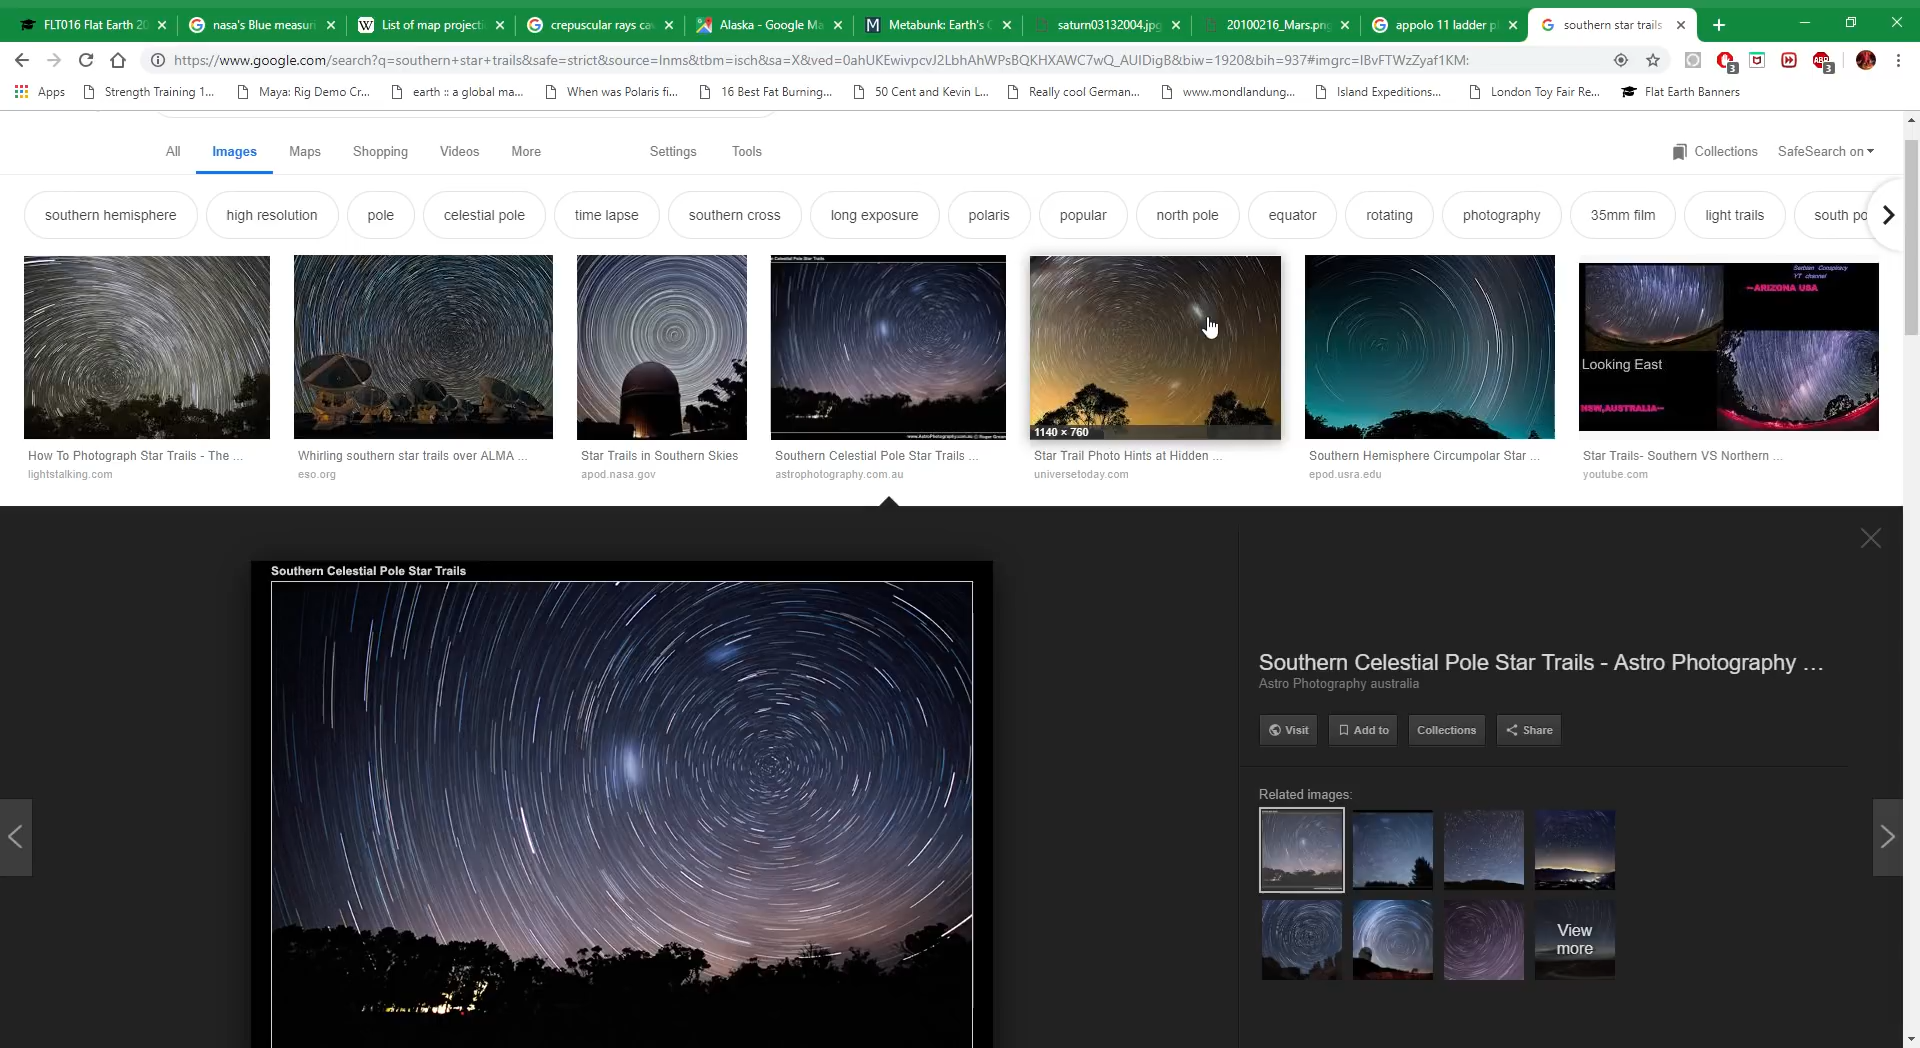 FLT016 Flat Earth 20
nasa's Blue measuri
List of map projecti
crepuscular rays ca
Alaska - Google Ma
Metabunk: Earth's C
saturn03132004.jpg
20100216_Mars.png
appolo 11 ladder p
southern star trails
https://www.google.com/search?q=southern+star+trails&safe=strict&source=lnms&tbm=isch&sa=X&ved=0ahUKEwivpcvJ2LbhAhWPsBQKHXAWC7wQ_AUIDigB&biw=1920&bih=937#imgrc=IBvFTWzZyaf1KM:
3
ABP
3
Apps
Strength Training 1...
Maya: Rig Demo Cr...
earth :: a global ma...
When was Polaris fi...
16 Best Fat Burning...
50 Cent and Kevin L...
Really cool German...
www.mondlandung...
Island Expeditions...
London Toy Fair Re...
Flat Earth Banners
All
Images
Maps
Shopping
Videos
More
Settings
Tools
Collections
SafeSearch on
southern hemisphere
high resolution
pole
celestial pole
time lapse
southern cross
long exposure
polaris
popular
north pole
equator
rotating
photography
35mm film
light trails
south po
Serbian Conspiracy
YT channel
—ARIZONA USA
Looking East
NSW,AUSTRALIA—
1140 × 760
How To Photograph Star Trails - The ...
lightstalking.com
Whirling southern star trails over ALMA ...
eso.org
Star Trails in Southern Skies
apod.nasa.gov
Southern Celestial Pole Star Trails ...
astrophotography.com.au
Star Trail Photo Hints at Hidden ...
universetoday.com
Southern Hemisphere Circumpolar Star ...
epod.usra.edu
Star Trails- Southern VS Northern ...
youtube.com
Southern Celestial Pole Star Trails
Southern Celestial Pole Star Trails - Astro Photography ...
Astro Photography australia
Visit
Add to
Collections
Share
Related images:
View
more